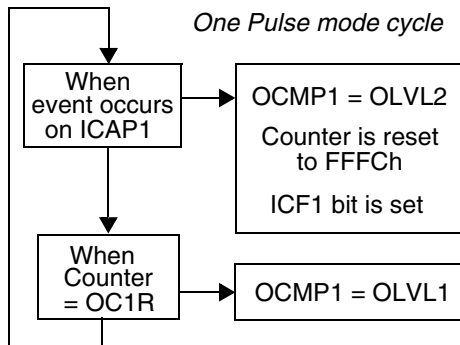 One Pulse mode cycle
When
event occurs
on ICAP1
OCMP1 = OLVL2
Counter is reset
to FFFCh
ICF1 bit is set
When
Counter
= OC1R
OCMP1 = OLVL1